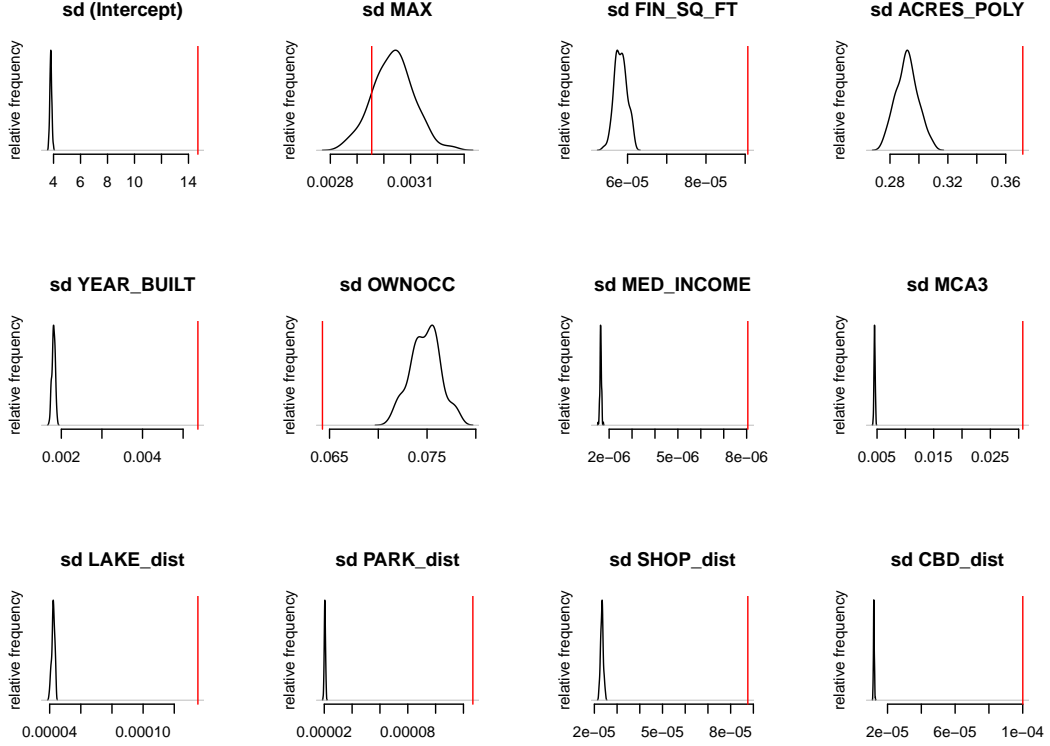 sd (Intercept)
relative frequency
4 6 8 10 14
sd MAX
relative frequency
0.0028 0.0031
sd FIN_SQ_FT
relative frequency
6e−05 8e−05
sd ACRES_POLY
relative frequency
0.28 0.32 0.36
sd YEAR_BUILT
relative frequency
0.002 0.004
sd OWNOCC
relative frequency
0.065 0.075
sd MED_INCOME
relative frequency
2e−06 5e−06 8e−06
sd MCA3
relative frequency
0.005 0.015 0.025
sd LAKE_dist
relative frequency
0.00004 0.00010
sd PARK_dist
relative frequency
0.00002 0.00008
sd SHOP_dist
relative frequency
2e−05 5e−05 8e−05
sd CBD_dist
relative frequency
2e−05 6e−05 1e−04